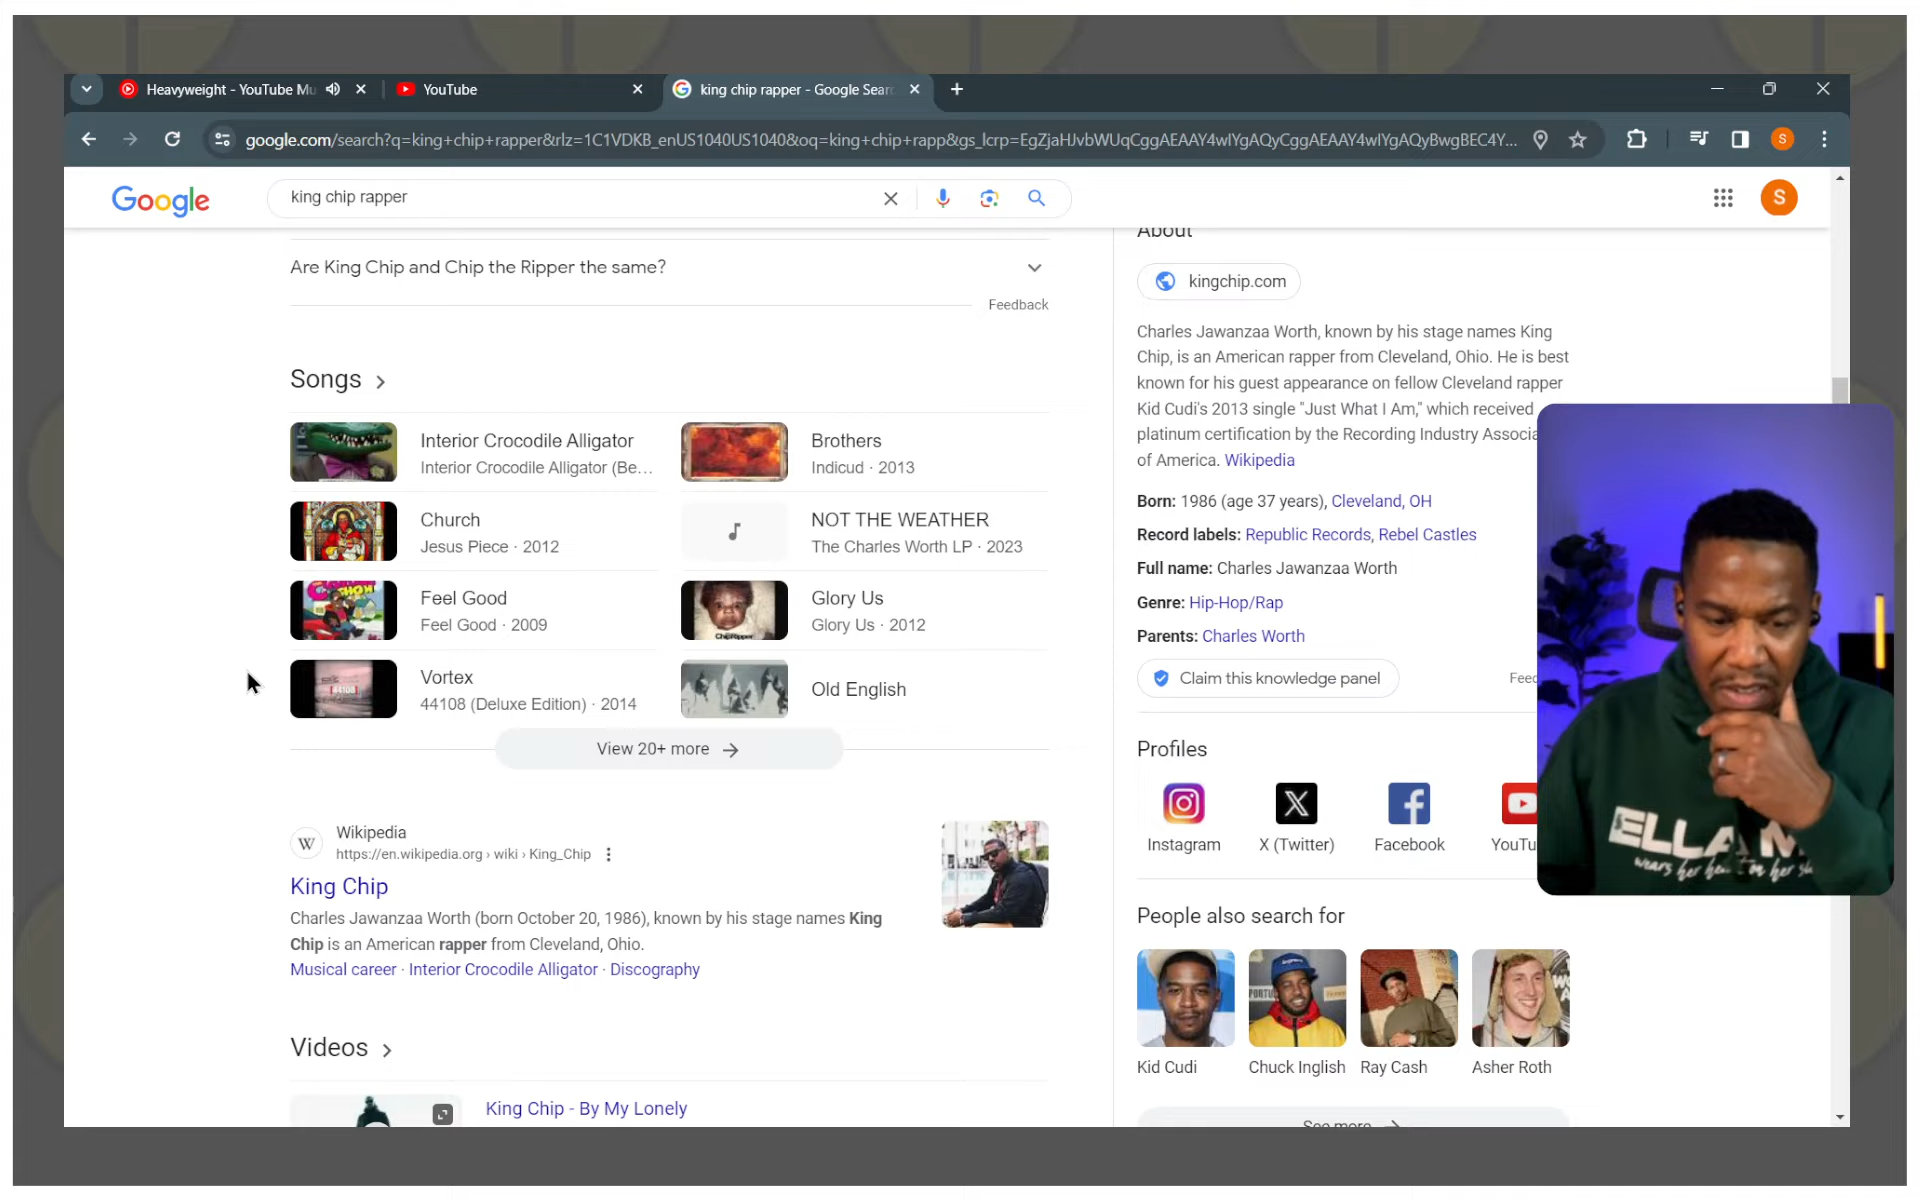 Heavyweight - YouTube Mu
YouTube
king chip rapper - Google Sear
google.com/search?q=king+chip+rapper&rlz=1C1VDKB_enUS1040US1040&oq=king+chip+rapp&gs_lcrp=EgZjaHJvbWUqCggAEAAY4wIYgAQyCggAEAAY4wIYgAQyBwgBEC4Y...
S
Google
king chip rapper
S
Are King Chip and Chip the Ripper the same?
Feedback
Songs
Interior Crocodile Alligator
Interior Crocodile Alligator (Be...
Brothers
Indicud · 2013
Church
Jesus Piece · 2012
NOT THE WEATHER
The Charles Worth LP · 2023
Feel Good
Feel Good · 2009
Glory Us
Glory Us · 2012
Vortex
44108 (Deluxe Edition) · 2014
Old English
View 20+ more
W
Wikipedia
https://en.wikipedia.org › wiki › King_Chip
King Chip
Charles Jawanzaa Worth (born October 20, 1986), known by his stage names King
Chip is an American rapper from Cleveland, Ohio.
Musical career · Interior Crocodile Alligator · Discography
Videos
King Chip - By My Lonely
About
kingchip.com
Charles Jawanzaa Worth, known by his stage names King
Chip, is an American rapper from Cleveland, Ohio. He is best
known for his guest appearance on fellow Cleveland rapper
Kid Cudi's 2013 single "Just What I Am," which received
platinum certification by the Recording Industry Associa
of America. Wikipedia
Born: 1986 (age 37 years), Cleveland, OH
Record labels: Republic Records, Rebel Castles
Full name: Charles Jawanzaa Worth
Genre: Hip-Hop/Rap
Parents: Charles Worth
Claim this knowledge panel
Feed
Profiles
Instagram
X (Twitter)
Facebook
YouTu
People also search for
Kid Cudi
Chuck Inglish
Ray Cash
Asher Roth
See more
ELLA M
wears her
on her